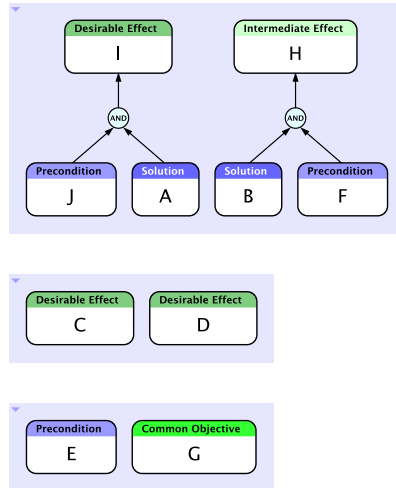 Desirable Effect
I
Intermediate Effect
H
AND
AND
Precondition
J
Solution
A
Solution
B
Precondition
F
Desirable Effect
C
Desirable Effect
D
Precondition
E
Common Objective
G